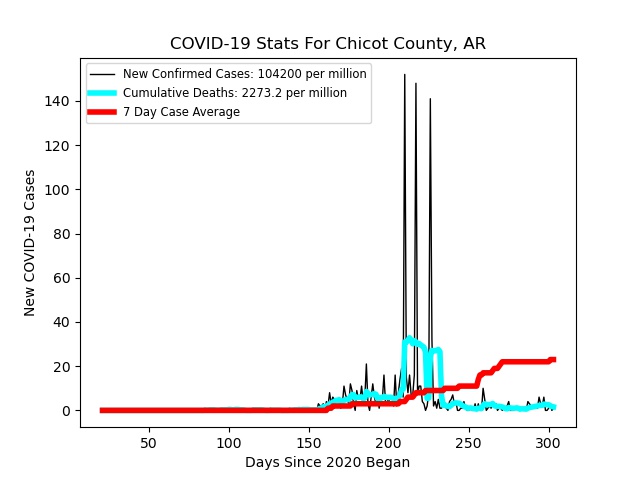 COVID-19 Stats For Chicot County, AR
New Confirmed Cases: 104200 per million
Cumulative Deaths: 2273.2 per million
7 Day Case Average
New COVID-19 Cases
140
120
100
80
60
40
20
0
50 100 150 200 250 300
Days Since 2020 Began